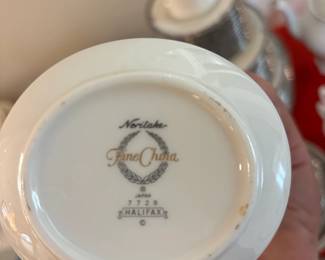 Noritake
Fine China
®
JAPAN
7729
HALIFAX
©